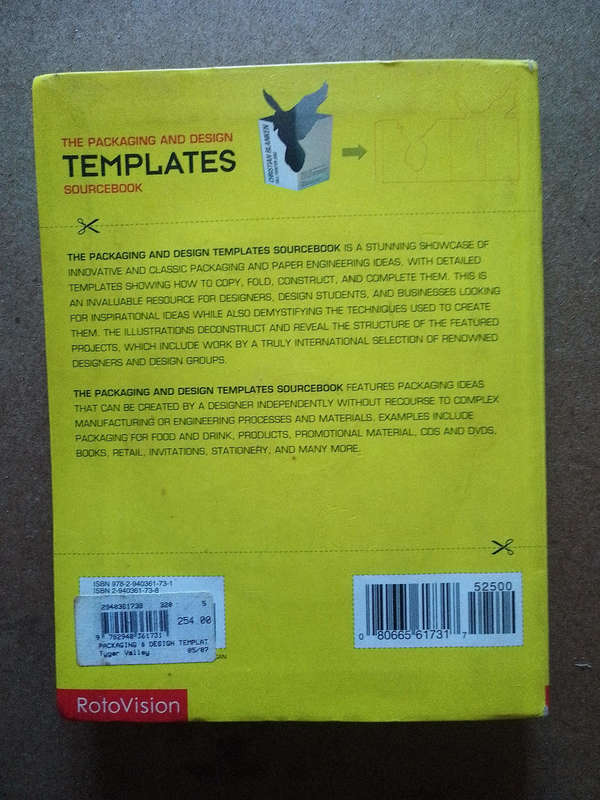 THE PACKAGING AND DESIGN
TEMPLATES
SOURCEBOOK
CHRISTIAN BLANKEN
THE PACKAGING AND DESIGN TEMPLATES SOURCEBOOK IS A STUNNING SHOWCASE OF
INNOVATIVE AND CLASSIC PACKAGING AND PAPER ENGINEERING IDEAS, WITH DETAILED
TEMPLATES SHOWING HOW TO COPY, FOLD, CONSTRUCT, AND COMPLETE THEM. THIS IS
AN INVALUABLE RESOURCE FOR DESIGNERS, DESIGN STUDENTS, AND BUSINESSES LOOKING
FOR INSPIRATIONAL IDEAS WHILE ALSO DEMYSTIFYING THE TECHNIQUES USED TO CREATE
THEM. THE ILLUSTRATIONS DECONSTRUCT AND REVEAL THE STRUCTURE OF THE FEATURED
PROJECTS, WHICH INCLUDE WORK BY A TRULY INTERNATIONAL SELECTION OF RENOWNED
DESIGNERS AND DESIGN GROUPS.
THE PACKAGING AND DESIGN TEMPLATES SOURCEBOOK FEATURES PACKAGING IDEAS
THAT CAN BE CREATED BY A DESIGNER INDEPENDENTLY WITHOUT RECOURSE TO COMPLEX
MANUFACTURING OR ENGINEERING PROCESSES AND MATERIALS. EXAMPLES INCLUDE
PACKAGING FOR FOOD AND DRINK, PRODUCTS, PROMOTIONAL MATERIAL, CDS AND DVDS,
BOOKS, RETAIL, INVITATIONS, STATIONERY, AND MANY MORE.
ISBN 978-2-940361-73-1
ISBN 2-940361-73-8
2940361738 320 5
254.00
9 782940 361731
PACKAGING & DESIGN TEMPLAT
Tyger Valley 05/07
52500
0 80665 61731 7
RotoVision